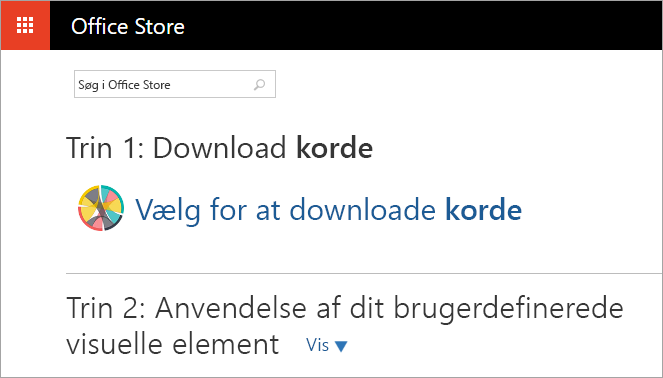 Office Store
Søg i Office Store
Trin 1: Download korde
Vælg for at downloade korde
Trin 2: Anvendelse af dit brugerdefinerede
visuelle element Vis